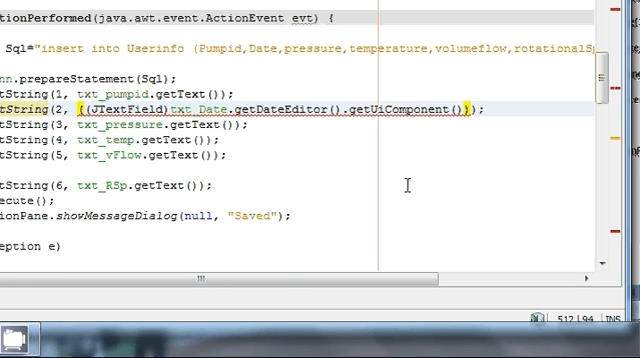 tionPerformed(java.awt.event.ActionEvent evt) {
Sql="insert into Userinfo (Pumpid,Date,pressure,temperature,volumeflow,rotationalSp
nn.prepareStatement(Sql);
tString(1, txt_pumpid.getText());
tString(2, ((JTextField)txt_Date.getDateEditor().getUiComponent()));
tString(3, txt_pressure.getText());
tString(4, txt_temp.getText());
tString(5, txt_vFlow.getText());
tString(6, txt_RSp.getText());
ecute();
ionPane.showMessageDialog(null, "Saved");
eption e)
512 | 94 INS